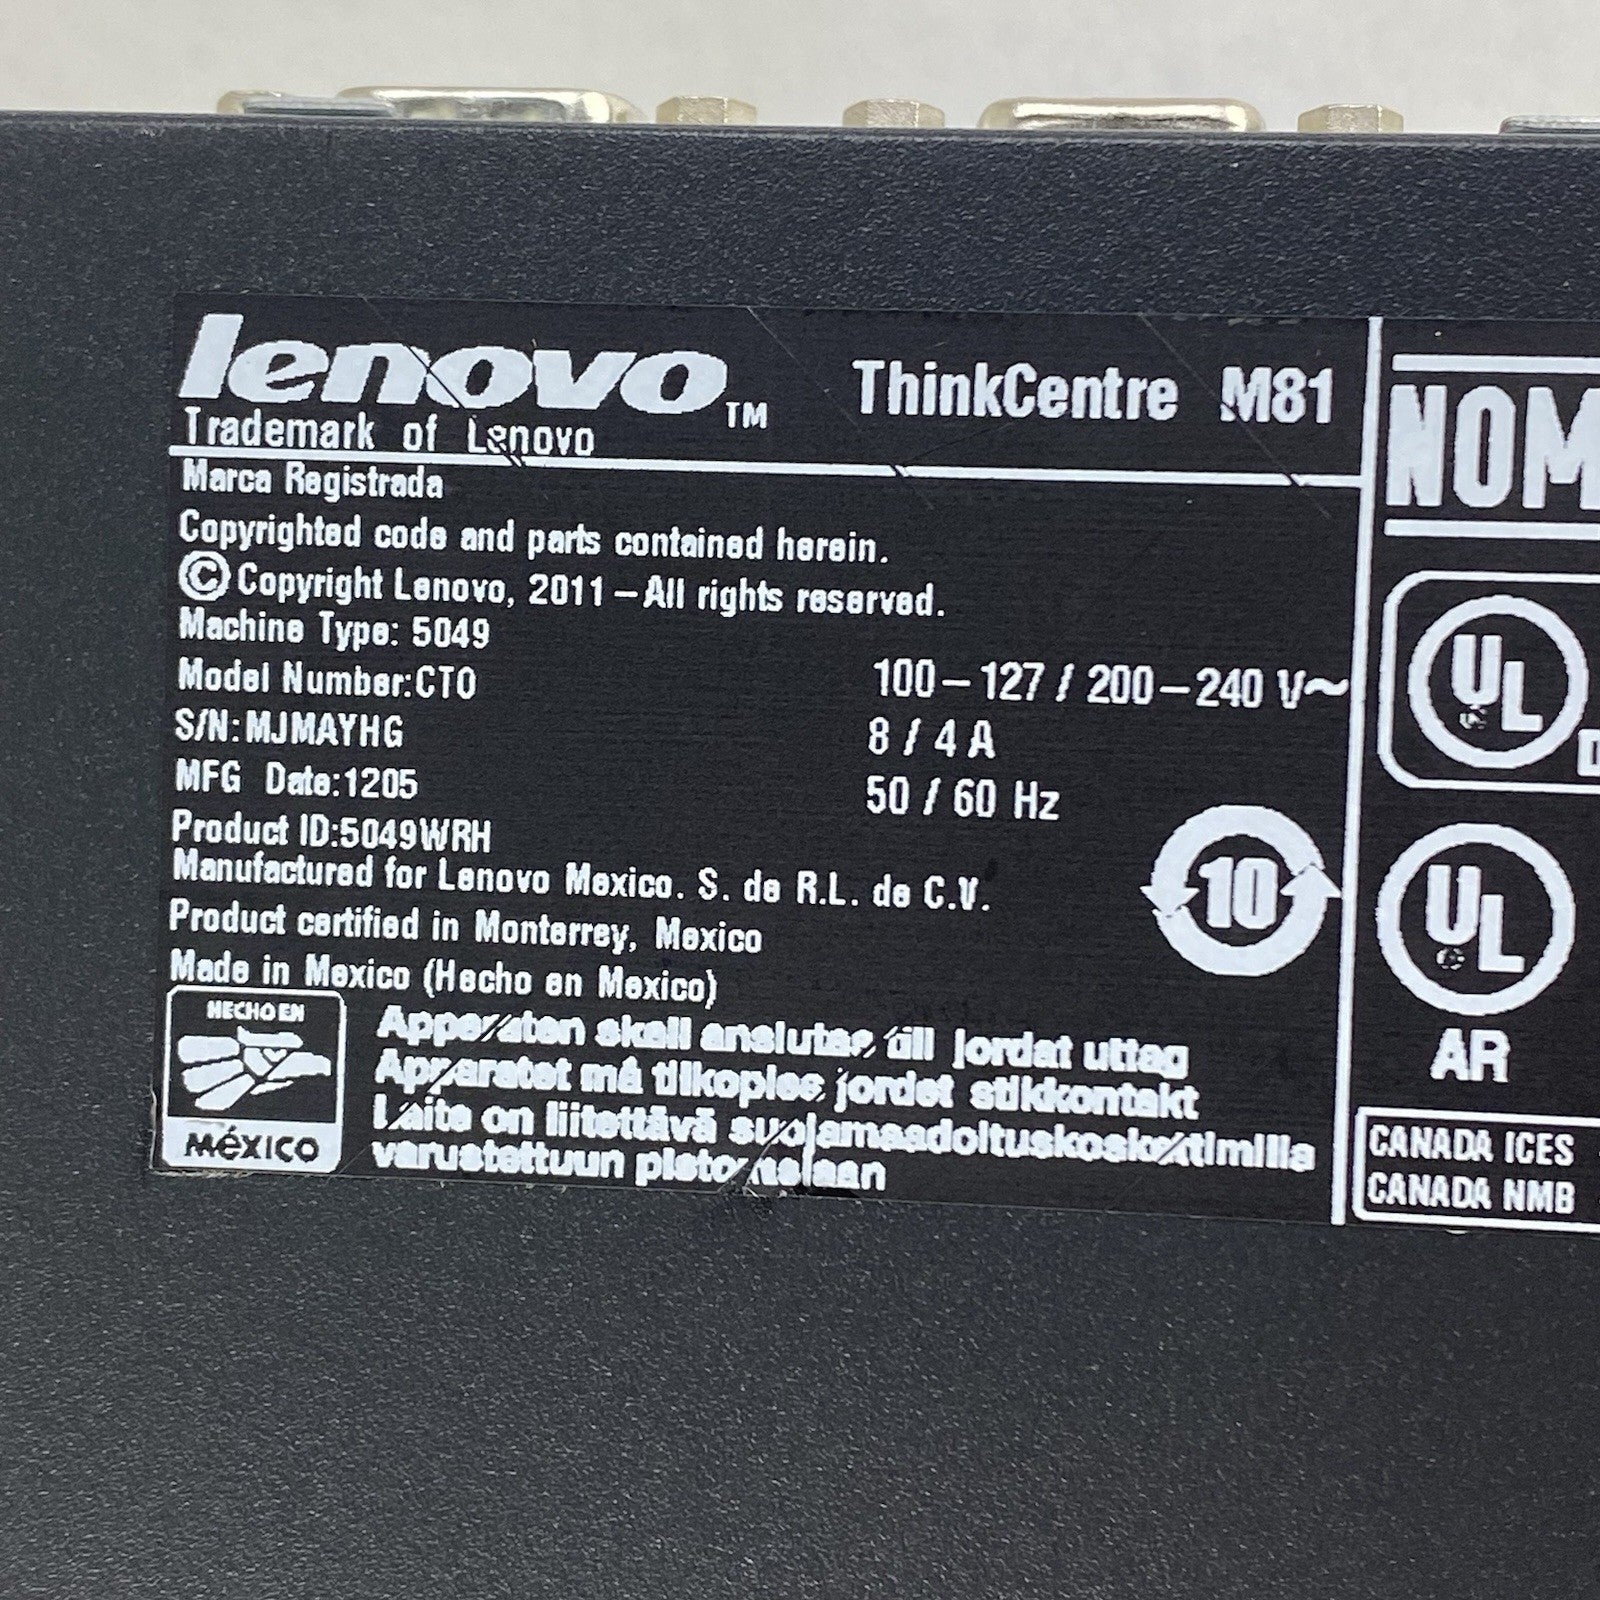 lenovo™ ThinkCentre M81
Trademark of Lenovo
Marca Registrada
Copyrighted code and parts contained herein.
©Copyright Lenovo, 2011 – All rights reserved.
Machine Type: 5049
Model Number:CTO
S/N:MJMAYHG
MFG Date:1205
Product ID:5049WRH
Manufactured for Lenovo Mexico. S. de R.L. de C.V.
Product certified in Monterrey, Mexico
Made in Mexico (Hecho en Mexico)
100–127 / 200–240 V~
8 / 4 A
50 / 60 Hz
10
HECHO EN
MéXICO
Apparaten skall anslutas till jordat uttag
Apparatet må tilkoples jordet stikkontakt
Laite on liitettävä suojamaadoituskoskettimilla
varustettuun pistorasiaan
NOM
UL
UL
AR
CANADA ICES
CANADA NMB